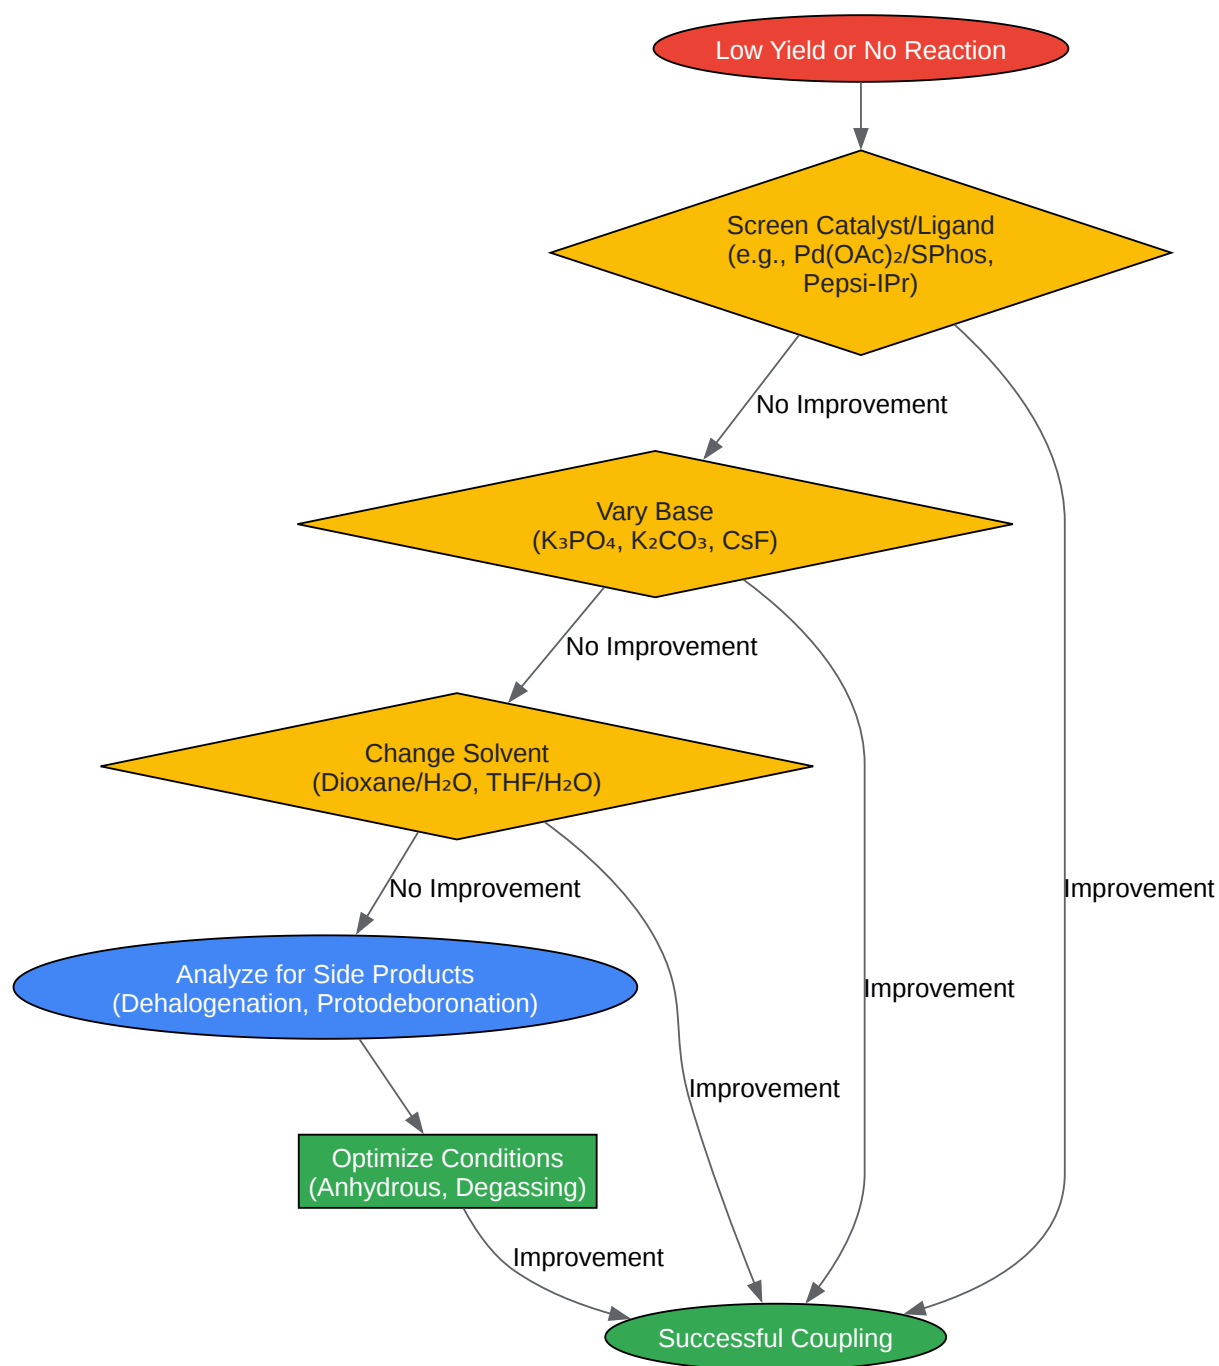 Low Yield or No Reaction
Screen Catalyst/Ligand
(e.g., Pd(OAc)₂/SPhos,
Pepsi-IPr)
No Improvement
Vary Base
(K₃PO₄, K₂CO₃, CsF)
No Improvement
Change Solvent
(Dioxane/H₂O, THF/H₂O)
No Improvement
Improvement
Analyze for Side Products
(Dehalogenation, Protodeboronation)
Improvement
Improvement
Optimize Conditions
(Anhydrous, Degassing)
Improvement
Successful Coupling